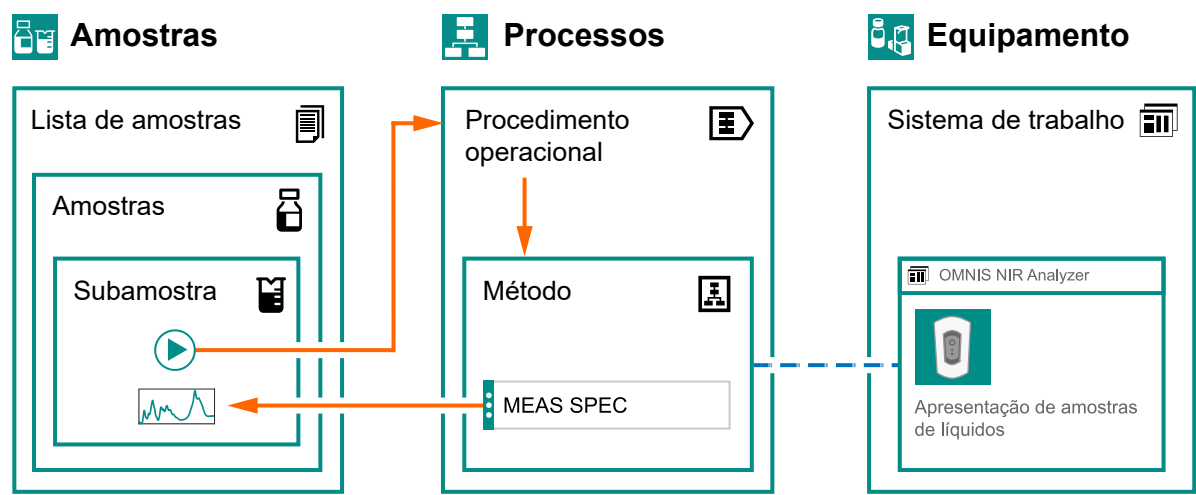 Amostras
Processos
Equipamento
Lista de amostras
Amostras
Subamostra
Procedimento
operacional
Método
MEAS SPEC
Sistema de trabalho
OMNIS NIR Analyzer
Apresentação de amostras
de líquidos